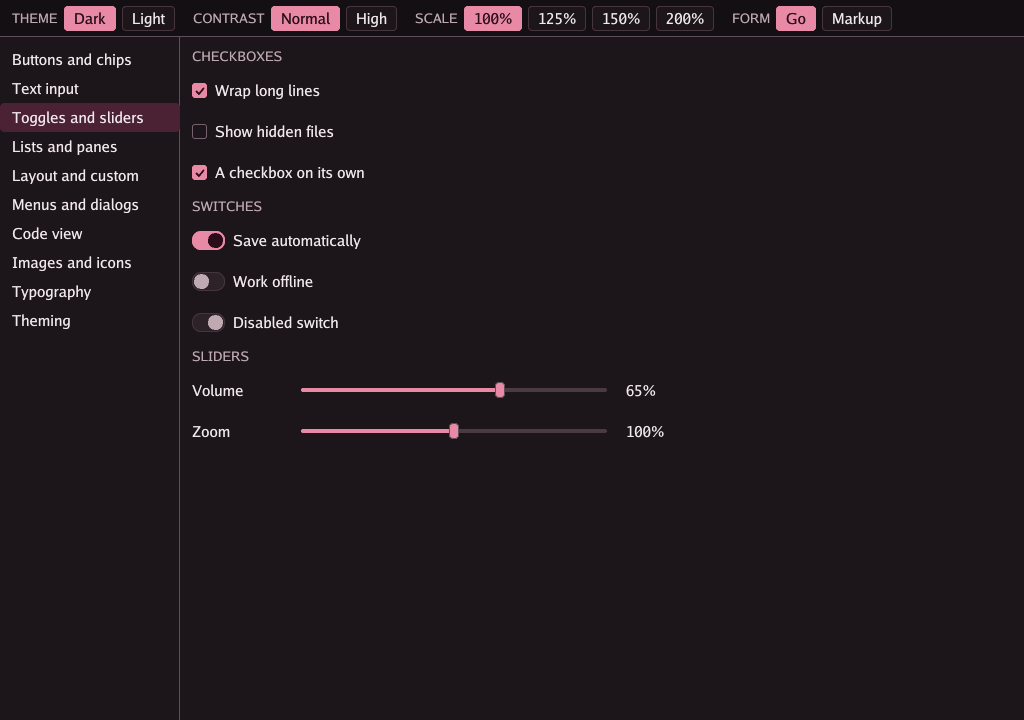 THEME Dark Light CONTRAST Normal High SCALE 100% 125% 150% 200% FORM Go Markup
Buttons and chips
Text input
Toggles and sliders
Lists and panes
Layout and custom
Menus and dialogs
Code view
Images and icons
Typography
Theming
CHECKBOXES
Wrap long lines
Show hidden files
A checkbox on its own
SWITCHES
Save automatically
Work offline
Disabled switch
SLIDERS
Volume 65%
Zoom 100%